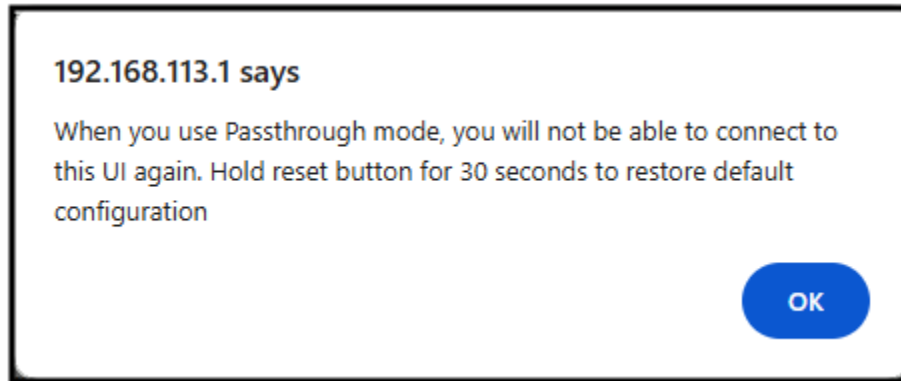 192.168.113.1 says
When you use Passthrough mode, you will not be able to connect to
this UI again. Hold reset button for 30 seconds to restore default
configuration
OK